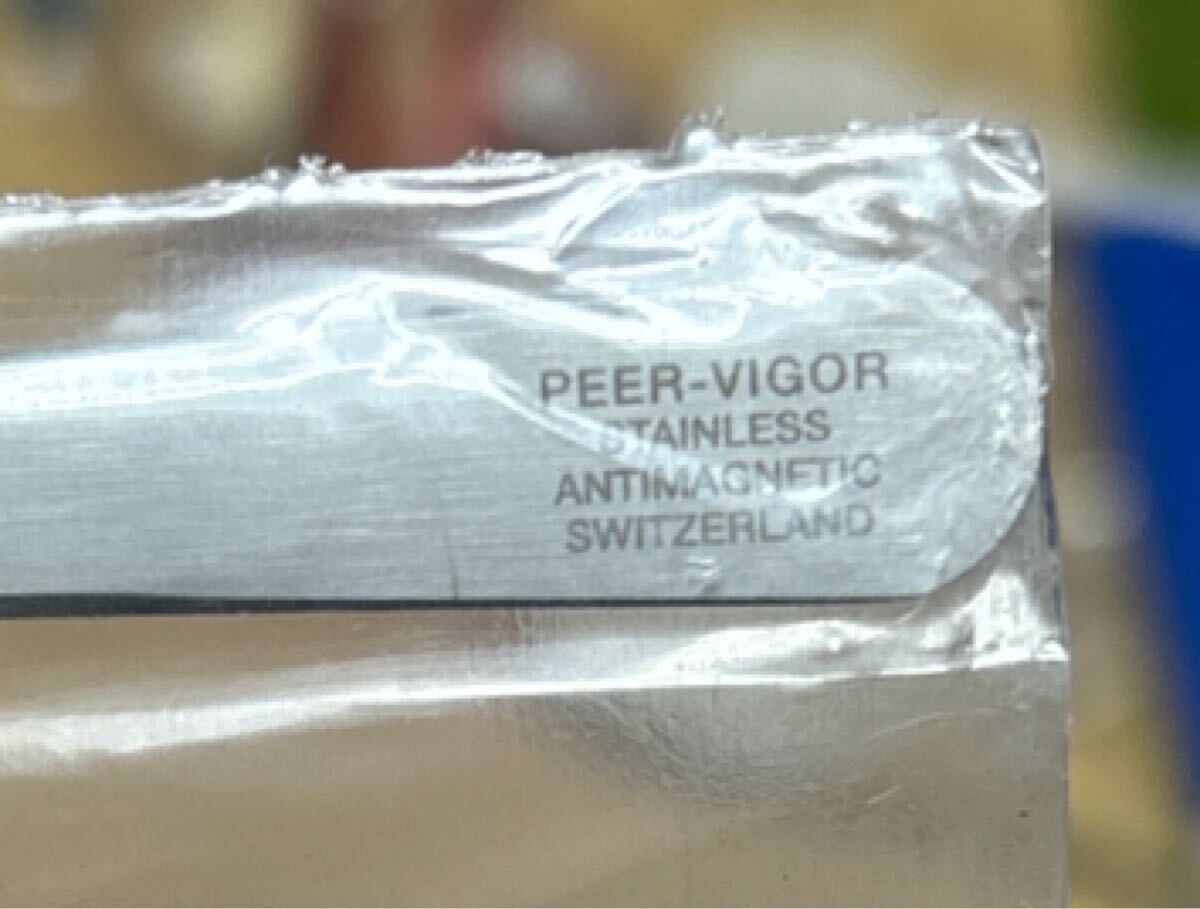 PEER-VIGOR
STAINLESS
ANTIMAGNETIC
SWITZERLAND